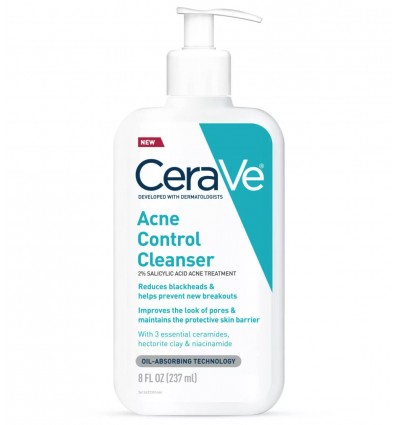 NEW
CeraVe®
DEVELOPED WITH DERMATOLOGISTS
Acne
Control
Cleanser
2% SALICYLIC ACID ACNE TREATMENT
Reduces blackheads &
helps prevent new breakouts
Improves the look of pores &
maintains the protective skin barrier
With 3 essential ceramides,
hectorite clay & niacinamide
OIL-ABSORBING TECHNOLOGY
8 FL OZ (237 ml)